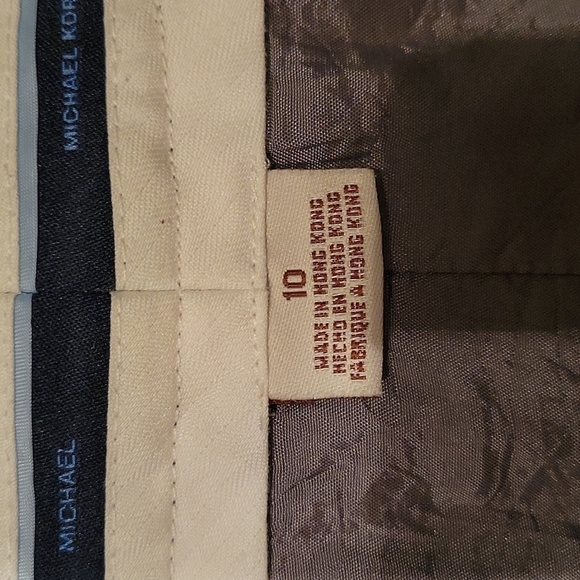 MICHAEL KOR
MICHAEL
10
MADE IN HONG KONG
HECHO EN HONG KONG
FABRIQUE A HONG KONG